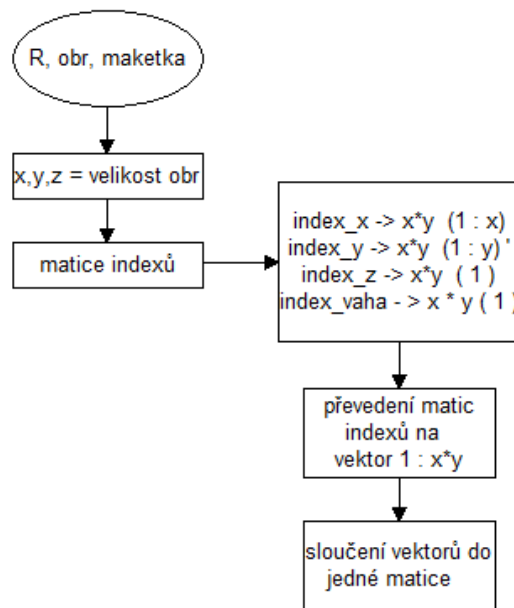 R, obr, maketka
x,y,z = velikost obr
matice indexů
index_x -> x*y (1 : x)
index_y -> x*y (1 : y) '
index_z -> x*y ( 1 )
index_vaha - > x * y ( 1 )
převedení matic
indexů na
vektor 1 : x*y
sloučení vektorů do
jedné matice